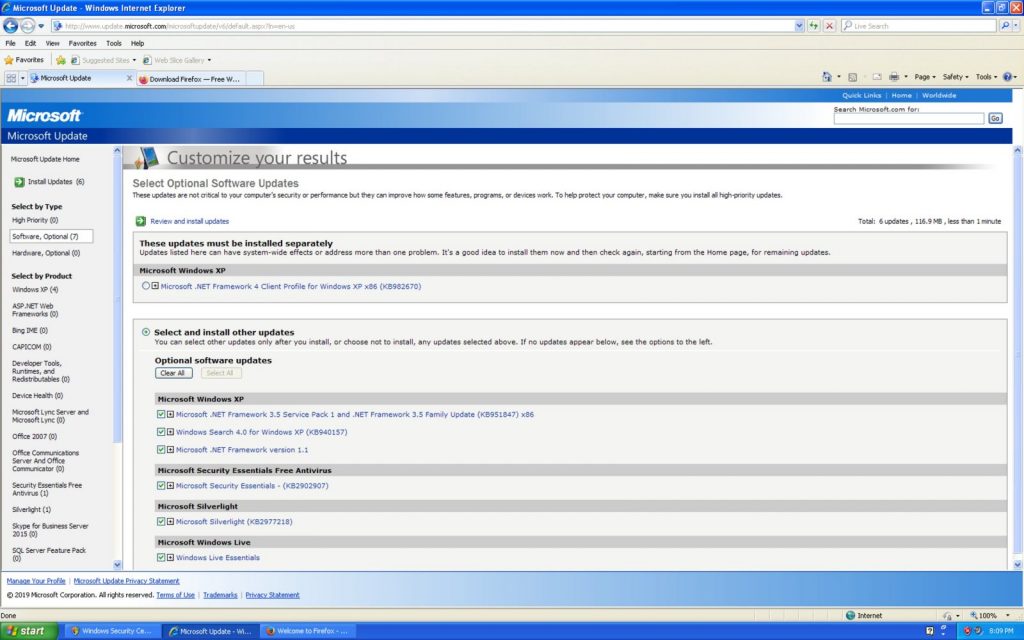 Microsoft Update - Windows Internet Explorer
http://www.update.microsoft.com/microsoftupdate/v6/default.aspx?ln=en-us
Live Search
File Edit View Favorites Tools Help
Favorites Suggested Sites Web Slice Gallery
Microsoft Update Download Firefox — Free W...
Page Safety Tools
Quick Links | Home | Worldwide
Search Microsoft.com for:
Go
Microsoft
Microsoft Update
Microsoft Update Home
Install Updates (6)
Select by Type
High Priority (0)
Software, Optional (7)
Hardware, Optional (0)
Select by Product
Windows XP (4)
ASP.NET Web
Frameworks (0)
Bing IME (0)
CAPICOM (0)
Developer Tools,
Runtimes, and
Redistributables (0)
Device Health (0)
Microsoft Lync Server and
Microsoft Lync (0)
Office 2007 (0)
Office Communications
Server And Office
Communicator (0)
Security Essentials Free
Antivirus (1)
Silverlight (1)
Skype for Business Server
2015 (0)
SQL Server Feature Pack
(0)
Customize your results
Select Optional Software Updates
These updates are not critical to your computer's security or performance but they can improve how some features, programs, or devices work. To help protect your computer, make sure you install all high-priority updates.
Review and install updates
Total: 6 updates , 116.9 MB , less than 1 minute
These updates must be installed separately
Updates listed here can have system-wide effects or address more than one problem. It's a good idea to install them now and then check again, starting from the Home page, for remaining updates.
Microsoft Windows XP
Microsoft .NET Framework 4 Client Profile for Windows XP x86 (KB982670)
Select and install other updates
You can select other updates only after you install, or choose not to install, any updates selected above. If no updates appear below, see the options to the left.
Optional software updates
Clear All Select All
Microsoft Windows XP
Microsoft .NET Framework 3.5 Service Pack 1 and .NET Framework 3.5 Family Update (KB951847) x86
Windows Search 4.0 for Windows XP (KB940157)
Microsoft .NET Framework version 1.1
Microsoft Security Essentials Free Antivirus
Microsoft Security Essentials - (KB2902907)
Microsoft Silverlight
Microsoft Silverlight (KB2977218)
Microsoft Windows Live
Windows Live Essentials
Manage Your Profile | Microsoft Update Privacy Statement
© 2019 Microsoft Corporation. All rights reserved. Terms of Use | Trademarks | Privacy Statement
Done Internet 100%
start Windows Security Ce... Microsoft Update - Wi... Welcome to Firefox - ... 8:09 PM